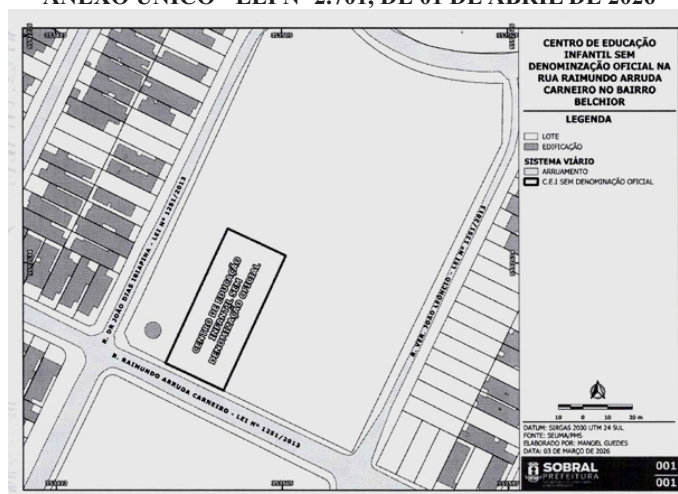 ANEXO ÚNICO - LEI Nº 2.761, DE 01 DE ABRIL DE 2026
CENTRO DE EDUCAÇÃO
INFANTIL SEM
DENOMINZAÇÃO OFICIAL NA
RUA RAIMUNDO ARRUDA
CARNEIRO NO BAIRRO
BELCHIOR
LEGENDA
LOTE
EDIFICAÇÃO
SISTEMA VIÁRIO
ARRUAMENTO
C.E.I SEM DENOMINAÇÃO OFICIAL
R. DR JOÃO DIAS IBIAPINA - LEI Nº 1251/2013
CENTRO DE EDUCAÇÃO
INFANTIL SEM
DENOMIZAÇÃO OFICIAL
R. VER. JOÃO LEÔNCIO - LEI Nº 1251/2013
R. RAIMUNDO ARRUDA CARNEIRO - LEI Nº 1251/2013
10 0 10 20 m
DATUM: SIRGAS 2000 UTM 24 SUL
FONTE: SEUMA/PMS
ELABORADO POR: MANOEL GUEDES
DATA: 03 DE MARÇO DE 2026
SOBRAL
PREFEITURA
001
001